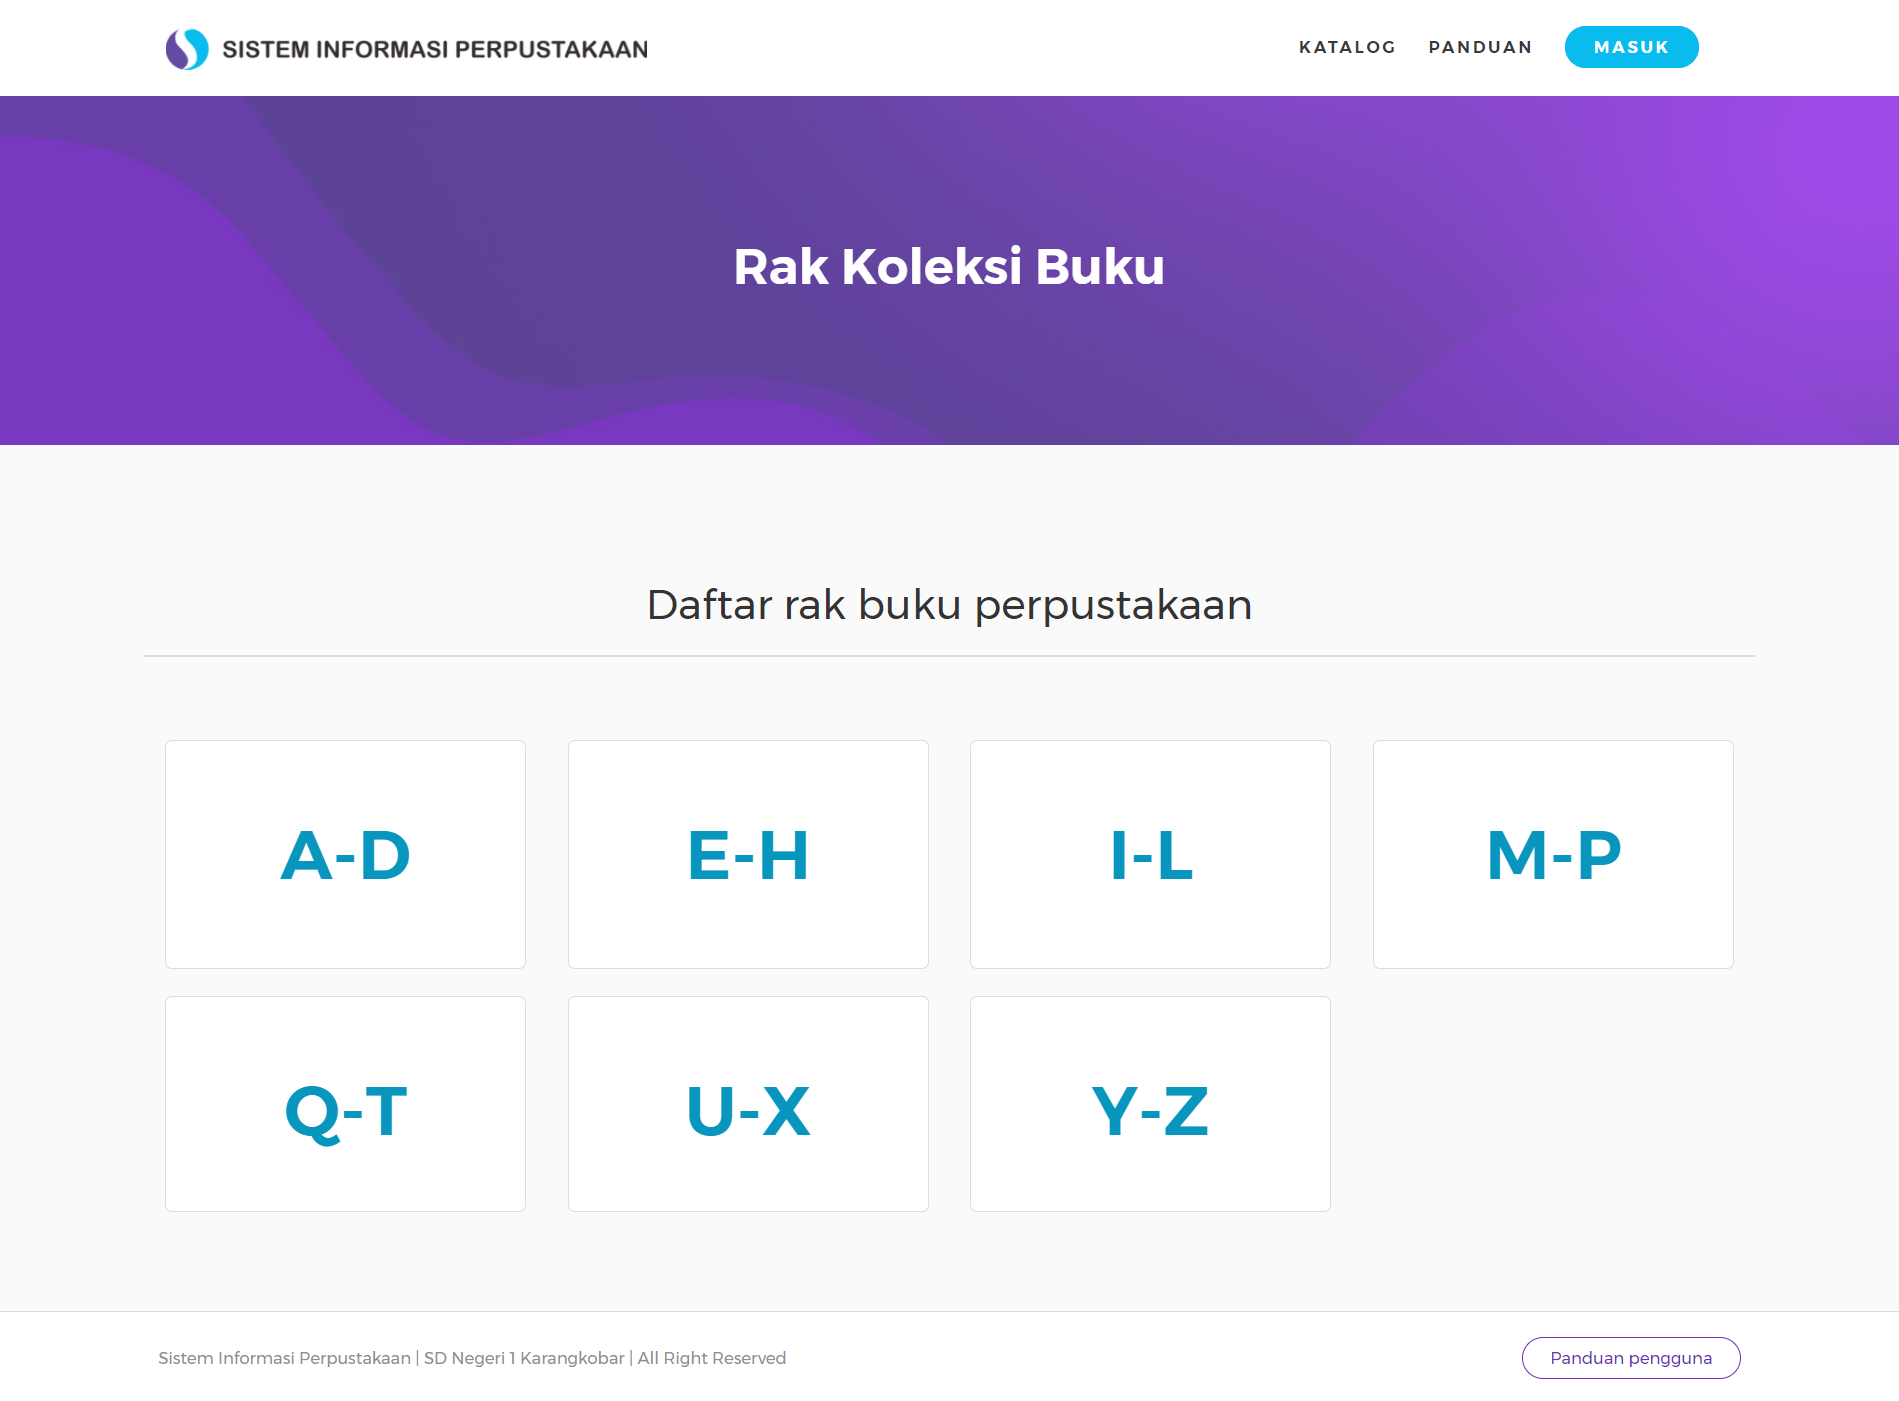 SISTEM INFORMASI PERPUSTAKAAN
KATALOG
PANDUAN
MASUK
Rak Koleksi Buku
Daftar rak buku perpustakaan
A-D
E-H
I-L
M-P
Q-T
U-X
Y-Z
Sistem Informasi Perpustakaan | SD Negeri 1 Karangkobar | All Right Reserved
Panduan pengguna